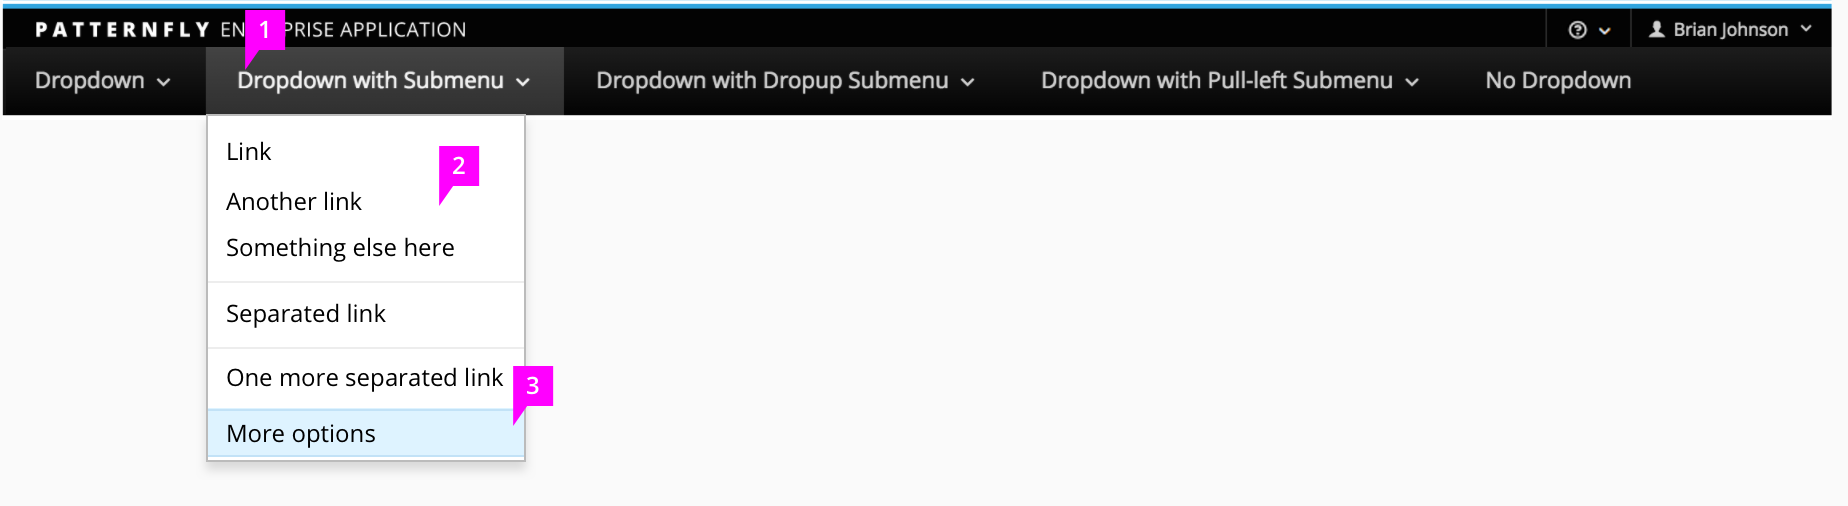 PATTERNFLY EN PRISE APPLICATION
1
Brian Johnson
Dropdown
Dropdown with Submenu
Dropdown with Dropup Submenu
Dropdown with Pull-left Submenu
No Dropdown
Link
2
Another link
Something else here
Separated link
One more separated link
3
More options